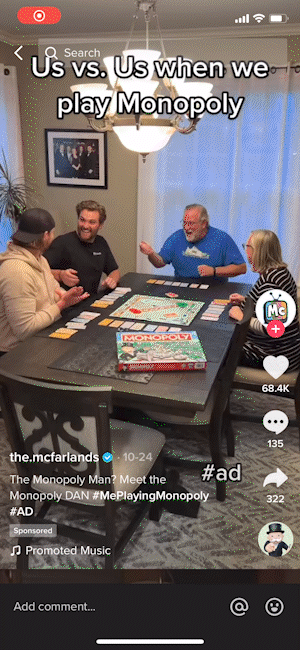 Search
Us vs. Us when we
play Monopoly
MONOPOLY
Mc
68.4K
135
322
#ad
the.mcfarlands · 10-24
The Monopoly Man? Meet the
Monopoly DAN #MePlayingMonopoly
#AD
Sponsored
Promoted Music
Add comment...
@